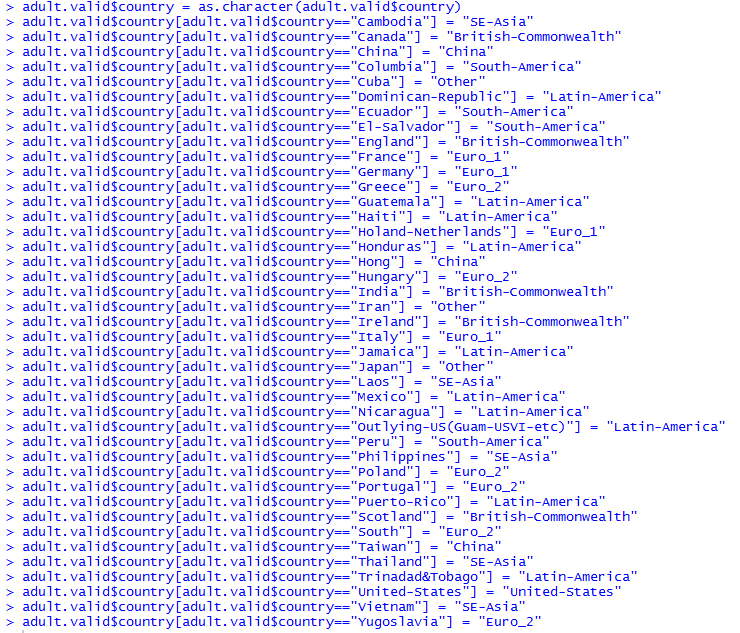 > adult.valid$country = as.character(adult.valid$country)
> adult.valid$country[adult.valid$country=="Cambodia"] = "SE-Asia"
> adult.valid$country[adult.valid$country=="Canada"] = "British-Commonwealth"
> adult.valid$country[adult.valid$country=="China"] = "China"
> adult.valid$country[adult.valid$country=="Columbia"] = "South-America"
> adult.valid$country[adult.valid$country=="Cuba"] = "Other"
> adult.valid$country[adult.valid$country=="Dominican-Republic"] = "Latin-America"
> adult.valid$country[adult.valid$country=="Ecuador"] = "South-America"
> adult.valid$country[adult.valid$country=="El-Salvador"] = "South-America"
> adult.valid$country[adult.valid$country=="England"] = "British-Commonwealth"
> adult.valid$country[adult.valid$country=="France"] = "Euro_1"
> adult.valid$country[adult.valid$country=="Germany"] = "Euro_1"
> adult.valid$country[adult.valid$country=="Greece"] = "Euro_2"
> adult.valid$country[adult.valid$country=="Guatemala"] = "Latin-America"
> adult.valid$country[adult.valid$country=="Haiti"] = "Latin-America"
> adult.valid$country[adult.valid$country=="Holand-Netherlands"] = "Euro_1"
> adult.valid$country[adult.valid$country=="Honduras"] = "Latin-America"
> adult.valid$country[adult.valid$country=="Hong"] = "China"
> adult.valid$country[adult.valid$country=="Hungary"] = "Euro_2"
> adult.valid$country[adult.valid$country=="India"] = "British-Commonwealth"
> adult.valid$country[adult.valid$country=="Iran"] = "Other"
> adult.valid$country[adult.valid$country=="Ireland"] = "British-Commonwealth"
> adult.valid$country[adult.valid$country=="Italy"] = "Euro_1"
> adult.valid$country[adult.valid$country=="Jamaica"] = "Latin-America"
> adult.valid$country[adult.valid$country=="Japan"] = "Other"
> adult.valid$country[adult.valid$country=="Laos"] = "SE-Asia"
> adult.valid$country[adult.valid$country=="Mexico"] = "Latin-America"
> adult.valid$country[adult.valid$country=="Nicaragua"] = "Latin-America"
> adult.valid$country[adult.valid$country=="Outlying-US(Guam-USVI-etc)"] = "Latin-America"
> adult.valid$country[adult.valid$country=="Peru"] = "South-America"
> adult.valid$country[adult.valid$country=="Philippines"] = "SE-Asia"
> adult.valid$country[adult.valid$country=="Poland"] = "Euro_2"
> adult.valid$country[adult.valid$country=="Portugal"] = "Euro_2"
> adult.valid$country[adult.valid$country=="Puerto-Rico"] = "Latin-America"
> adult.valid$country[adult.valid$country=="Scotland"] = "British-Commonwealth"
> adult.valid$country[adult.valid$country=="South"] = "Euro_2"
> adult.valid$country[adult.valid$country=="Taiwan"] = "China"
> adult.valid$country[adult.valid$country=="Thailand"] = "SE-Asia"
> adult.valid$country[adult.valid$country=="Trinadad&Tobago"] = "Latin-America"
> adult.valid$country[adult.valid$country=="United-States"] = "United-States"
> adult.valid$country[adult.valid$country=="Vietnam"] = "SE-Asia"
> adult.valid$country[adult.valid$country=="Yugoslavia"] = "Euro_2"